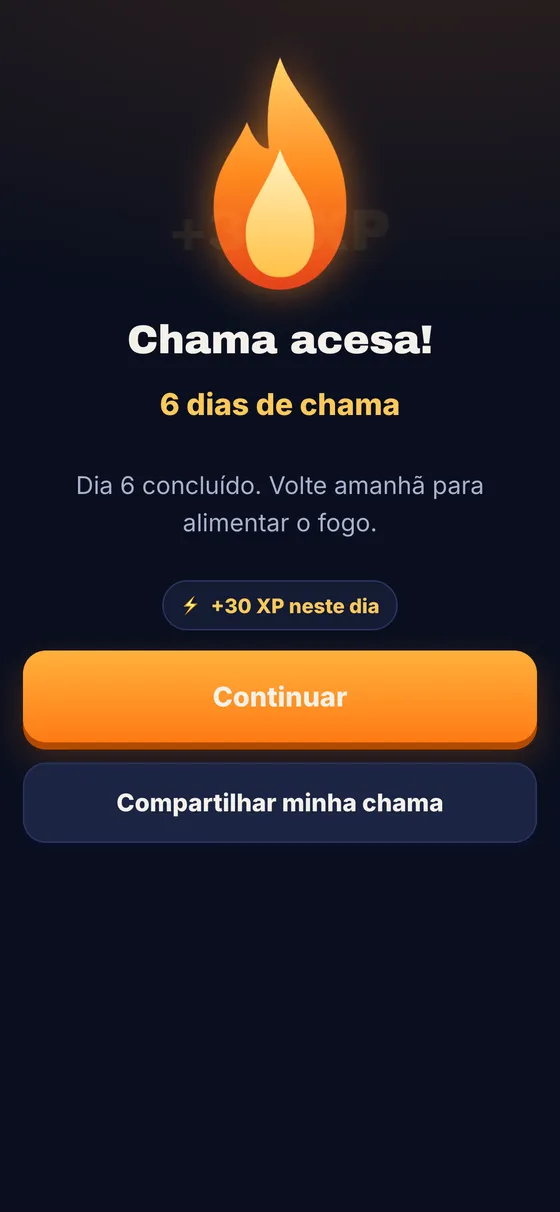 Chama acesa!
6 dias de chama
Dia 6 concluído. Volte amanhã para
alimentar o fogo.
⚡ +30 XP neste dia
Continuar
Compartilhar minha chama